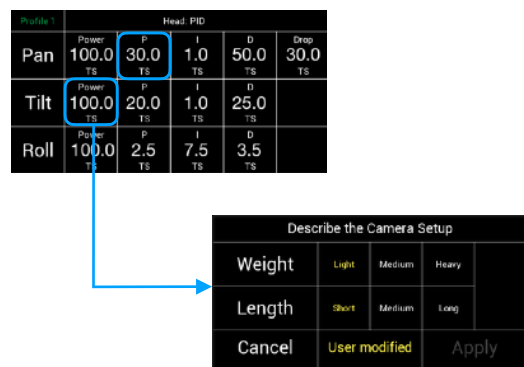 Profile 1 Head: PID
Power P I D Drop
Pan 100.0 30.0 1.0 50.0 30.0
TS TS TS TS TS
Power P I D
Tilt 100.0 20.0 1.0 25.0
TS TS TS TS
Power P I D
Roll 100.0 2.5 7.5 3.5
TS TS TS TS
Describe the Camera Setup
Weight Light Medium Heavy
Length Short Medium Long
Cancel User modified Apply